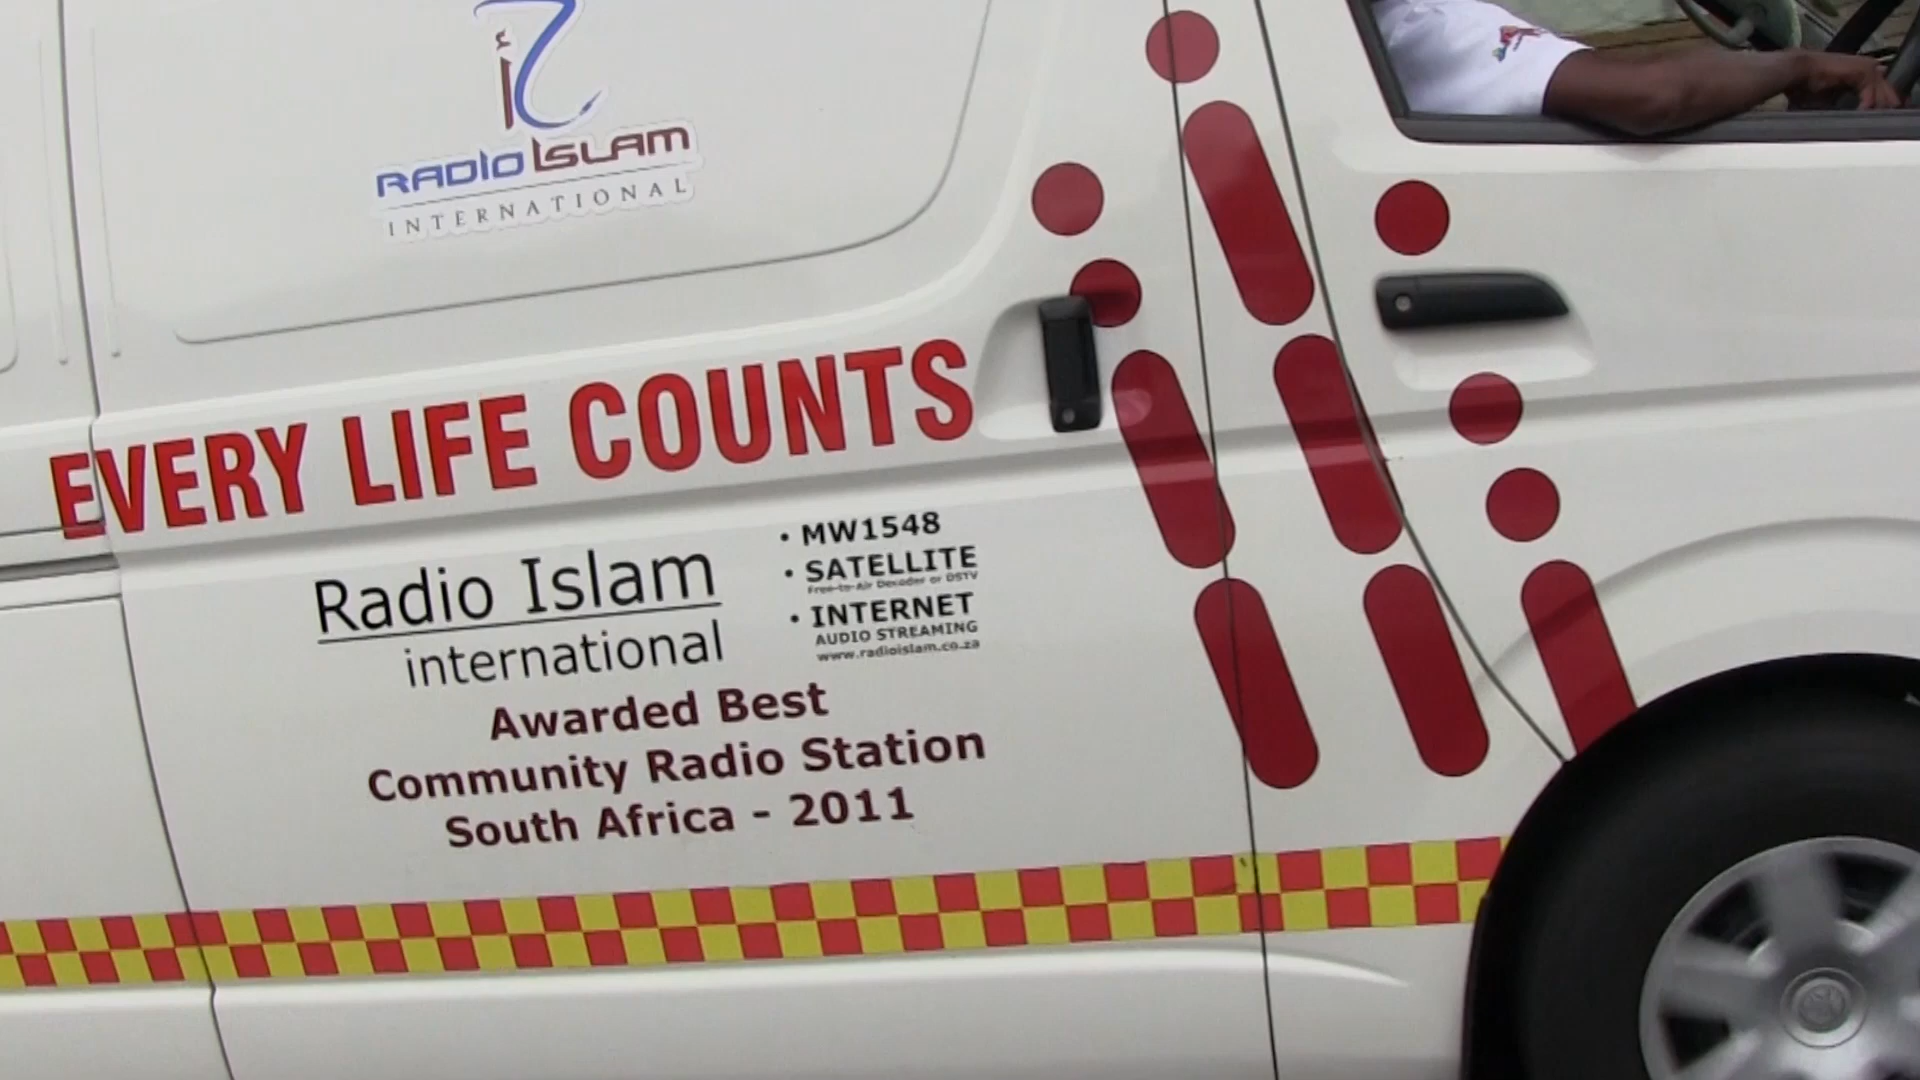 RADIO ISLAM
INTERNATIONAL
EVERY LIFE COUNTS
Radio Islam
international
• MW1548
• SATELLITE
Free-to-Air Decoder or DSTV
• INTERNET
AUDIO STREAMING
www.radioislam.co.za
Awarded Best
Community Radio Station
South Africa - 2011